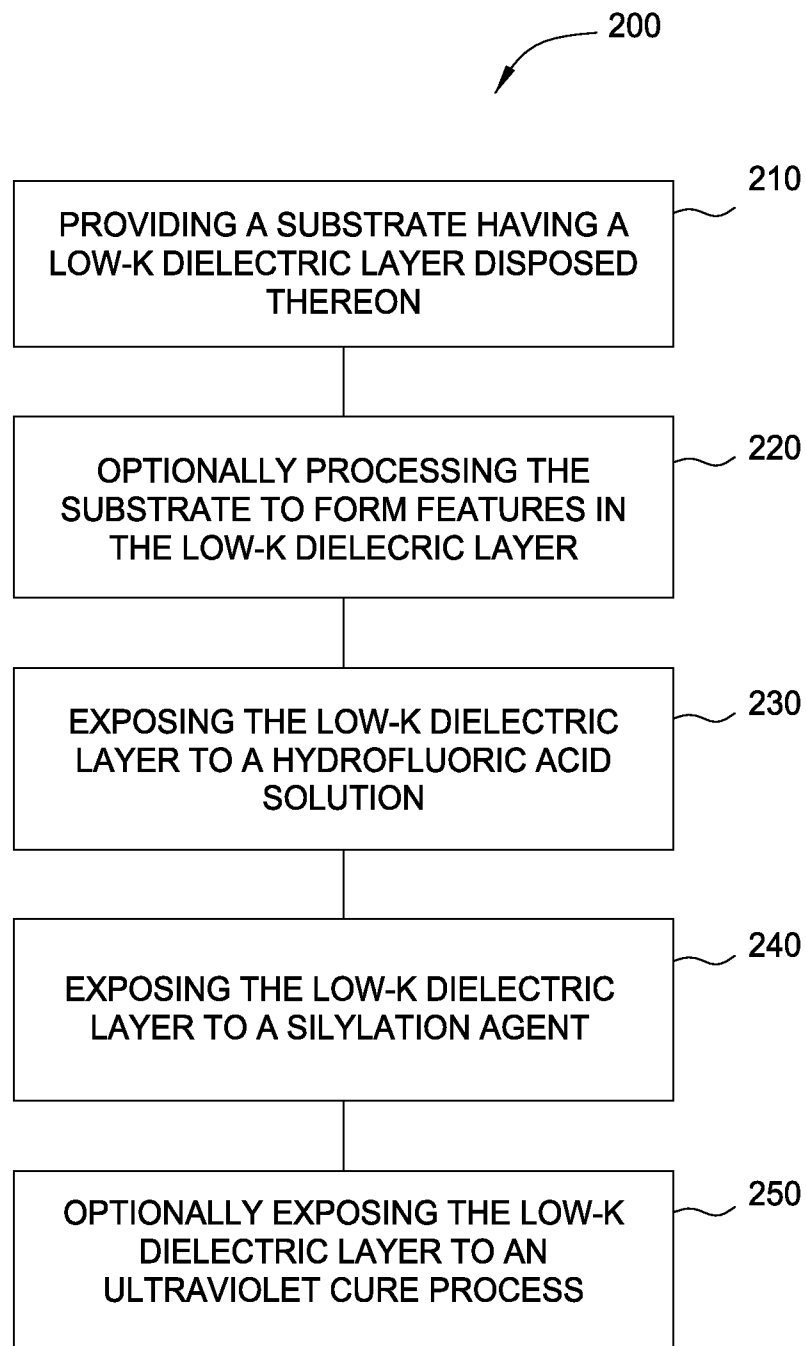 200
210
PROVIDING A SUBSTRATE HAVING A
LOW-K DIELECTRIC LAYER DISPOSED
THEREON
220
OPTIONALLY PROCESSING THE
SUBSTRATE TO FORM FEATURES IN
THE LOW-K DIELECRIC LAYER
230
EXPOSING THE LOW-K DIELECTRIC
LAYER TO A HYDROFLUORIC ACID
SOLUTION
240
EXPOSING THE LOW-K DIELECTRIC
LAYER TO A SILYLATION AGENT
250
OPTIONALLY EXPOSING THE LOW-K
DIELECTRIC LAYER TO AN
ULTRAVIOLET CURE PROCESS